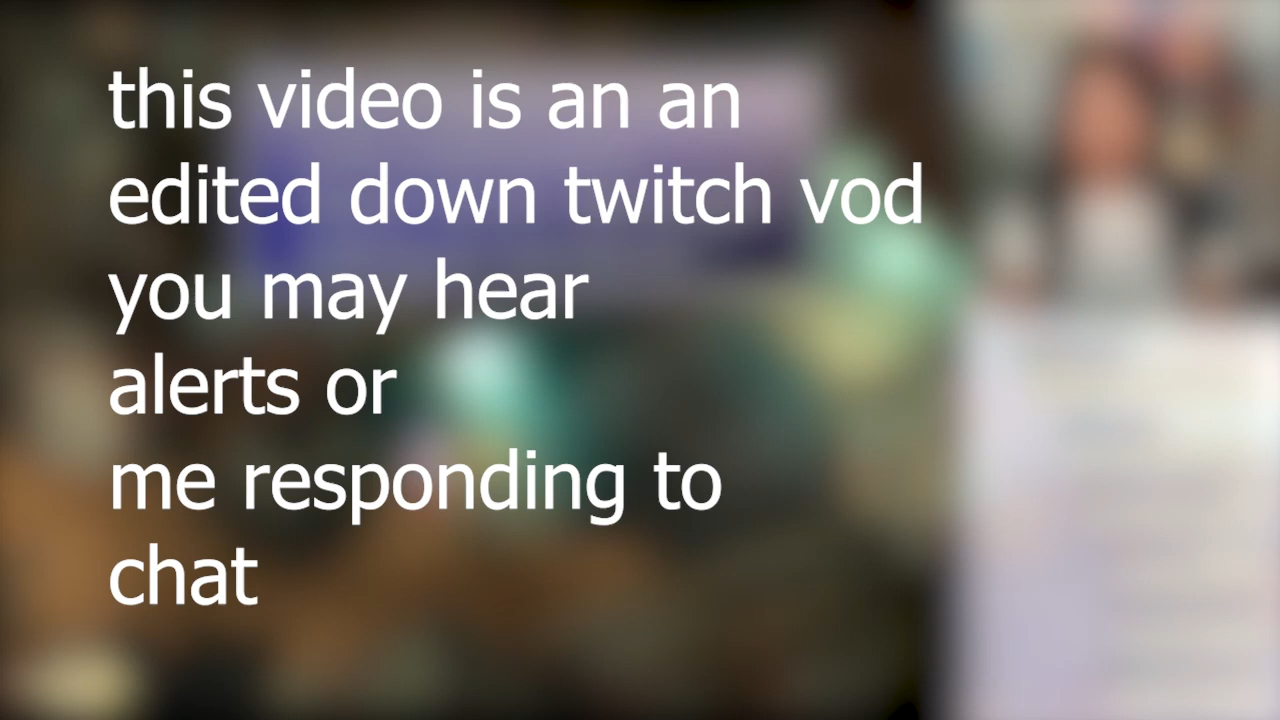 this video is an an
edited down twitch vod
you may hear
alerts or
me responding to
chat